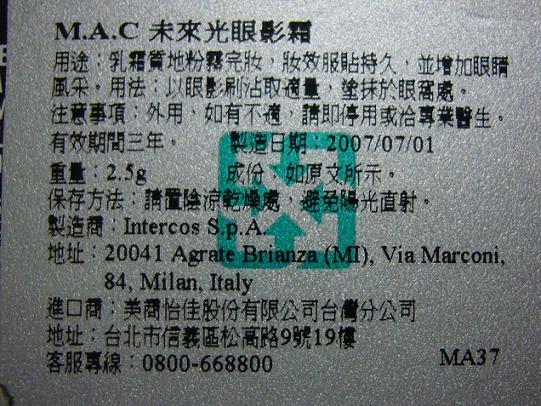 M.A.C 未來光眼影霜
用途：乳霜質地粉霧完妝，妝效服貼持久，並增加眼睛
風采。用法：以眼影刷沾取適量，塗抹於眼窩處。
注意事項：外用，如有不適，請即停用或洽專業醫生。
有效期間三年。 製造日期：2007/07/01
重量：2.5g 成份：如原文所示。
保存方法：請置陰涼乾燥處，避免陽光直射。
製造商：Intercos S.p.A.
地址：20041 Agrate Brianza (MI), Via Marconi,
84, Milan, Italy
進口商：美商怡佳股份有限公司台灣分公司
地址：台北市信義區松高路9號19樓
客服專線：0800-668800 MA37